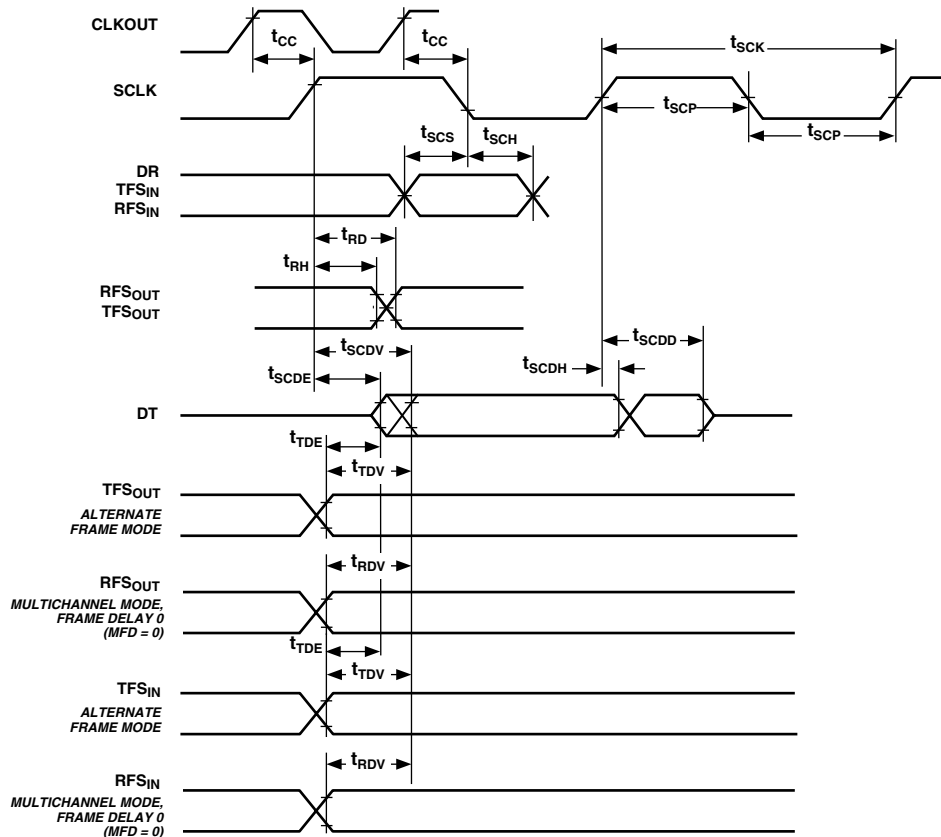 CLKOUT
tCC
tCC
tSCK
SCLK
tSCP
tSCP
tSCS
tSCH
DR
TFSIN
RFSIN
tRD
tRH
RFSOUT
TFSOUT
tSCDV
tSCDD
tSCDE
tSCDH
DT
tTDE
tTDV
TFSOUT
ALTERNATE
FRAME MODE
tRDV
RFSOUT
MULTICHANNEL MODE,
FRAME DELAY 0
(MFD = 0)
tTDE
tTDV
TFSIN
ALTERNATE
FRAME MODE
tRDV
RFSIN
MULTICHANNEL MODE,
FRAME DELAY 0
(MFD = 0)